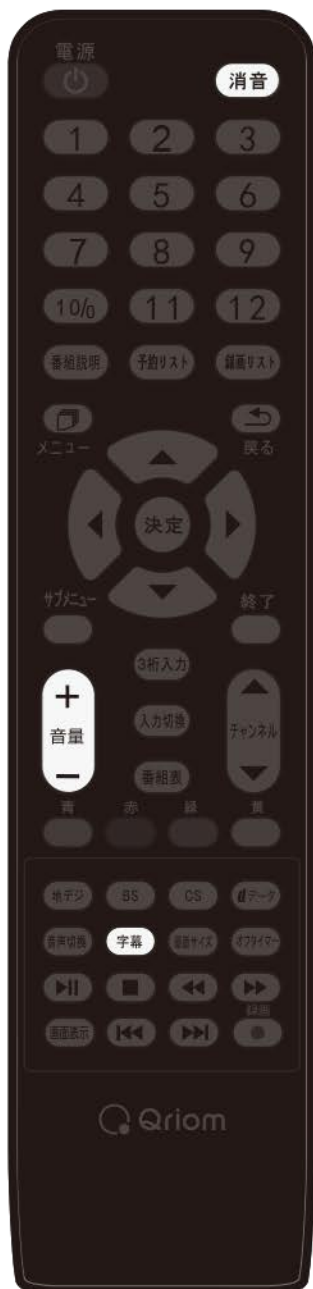 電源
消音
1 2 3
4 5 6
7 8 9
10/0 11 12
番組説明 予約リスト 録画リスト
メニュー 戻る
決定
サブメニュー 終了
3桁入力
+
音量
−
入力切換
チャンネル
番組表
青 赤 緑 黄
地デジ BS CS dデータ
音声切換 字幕 画面サイズ オフタイマー
録画
画面表示
Qriom